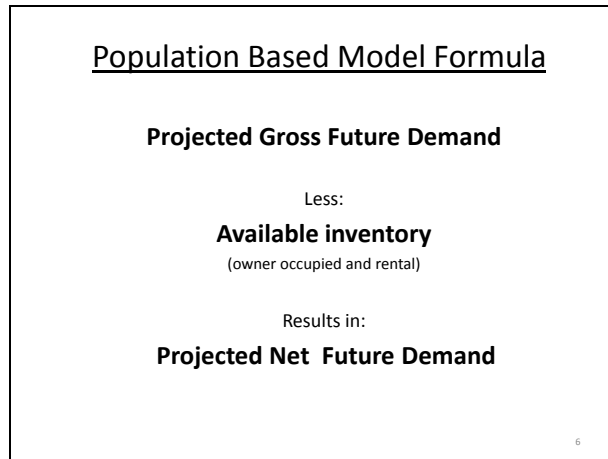 Population Based Model Formula
Projected Gross Future Demand
Less:
Available inventory
(owner occupied and rental)
Results in:
Projected Net  Future Demand
6